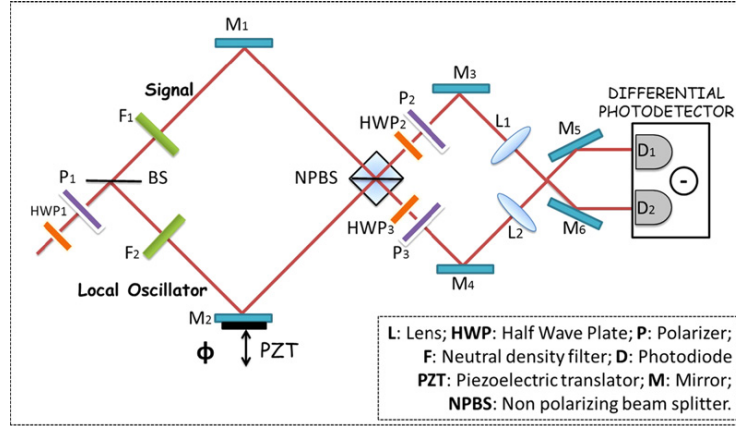 M1
Signal
F1
P1
BS
HWP1
F2
Local Oscillator
M2
Φ
PZT
NPBS
HWP2
P2
M3
L1
HWP3
P3
M4
L2
M5
M6
DIFFERENTIAL
PHOTODETECTOR
D1
-
D2
L: Lens; HWP: Half Wave Plate; P: Polarizer;
F: Neutral density filter; D: Photodiode
PZT: Piezoelectric translator; M: Mirror;
NPBS: Non polarizing beam splitter.